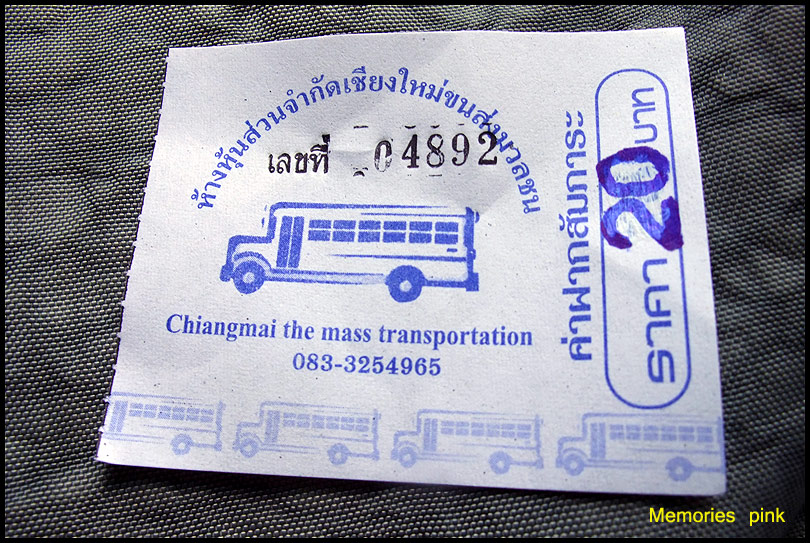 ห้างหุ้นส่วนจำกัดเชียงใหม่ขนส่งมวลชน
เลขที่ 04892
Chiangmai the mass transportation
083-3254965
ค่าฝากสัมภาระ
ราคา 20 บาท
Memories pink